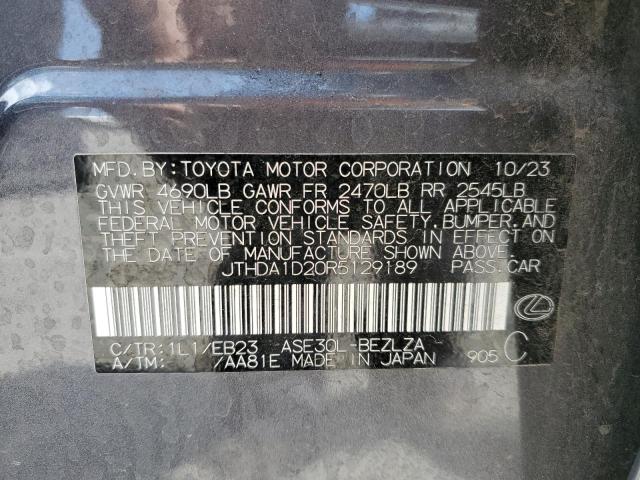 MFD. BY: TOYOTA MOTOR CORPORATION 10/23
GVWR 4690LB GAWR FR 2470LB RR 2545LB
THIS VEHICLE CONFORMS TO ALL APPLICABLE
FEDERAL MOTOR VEHICLE SAFETY, BUMPER, AND
THEFT PREVENTION STANDARDS IN EFFECT ON
THE DATE OF MANUFACTURE SHOWN ABOVE.
JTHDA1D20R5129189 PASS. CAR
C/TR: 1L1/EB23 ASE30L-BEZLZA
A/TM: /AA81E MADE IN JAPAN 905 C